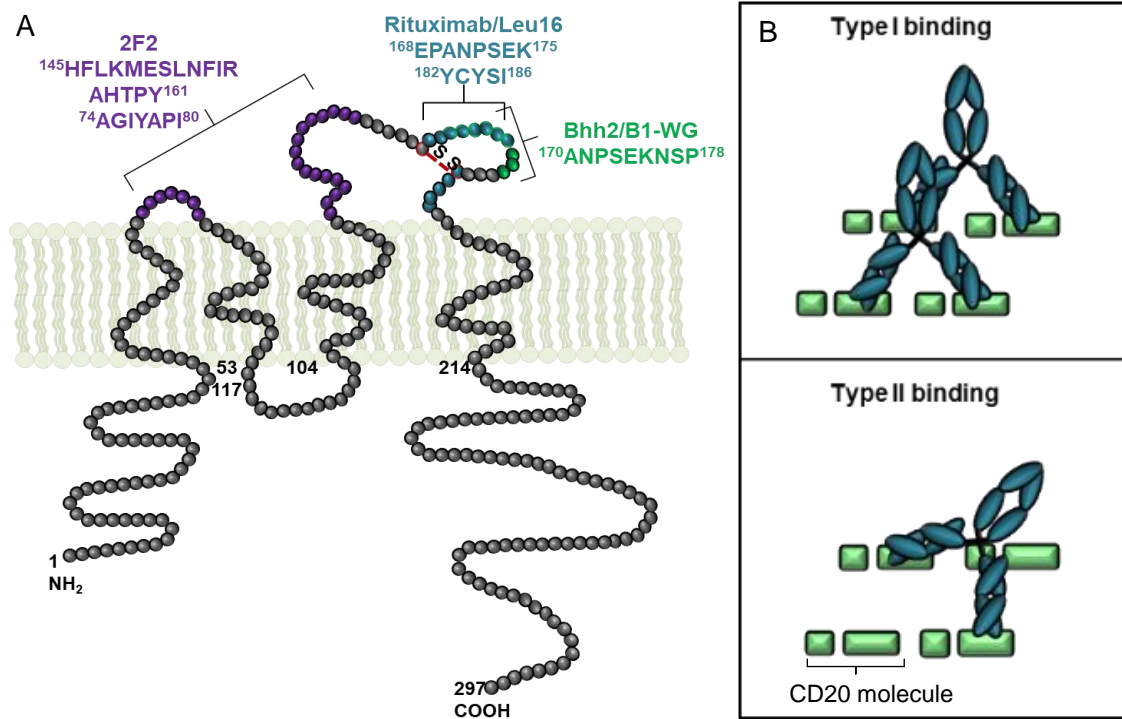 A
2F2
¹⁴⁵HFLKMESLNFIR
AHTPY¹⁶¹
⁷⁴AGIYAPI⁸⁰
Rituximab/Leu16
¹⁶⁸EPANPSEK¹⁷⁵
¹⁸²YCYSI¹⁸⁶
Bhh2/B1-WG
¹⁷⁰ANPSEKNSP¹⁷⁸
S
S
53
117
104
214
1
NH₂
297
COOH
B
Type I binding
Type II binding
CD20 molecule